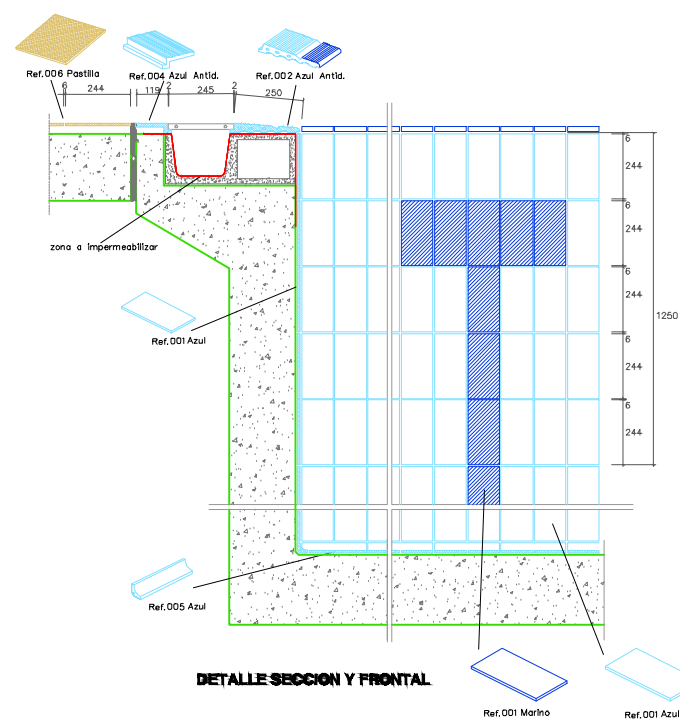 Ref.006 Pastilla
Ref.004 Azul Antid.
Ref.002 Azul Antid.
6
244
119
2
245
2
250
6
244
6
244
6
244
6
244
6
244
1250
zona a impermeabilizar
Ref.001 Azul
Ref.005 Azul
DETALLE SECCION Y FRONTAL
Ref.001 Marino
Ref.001 Azul